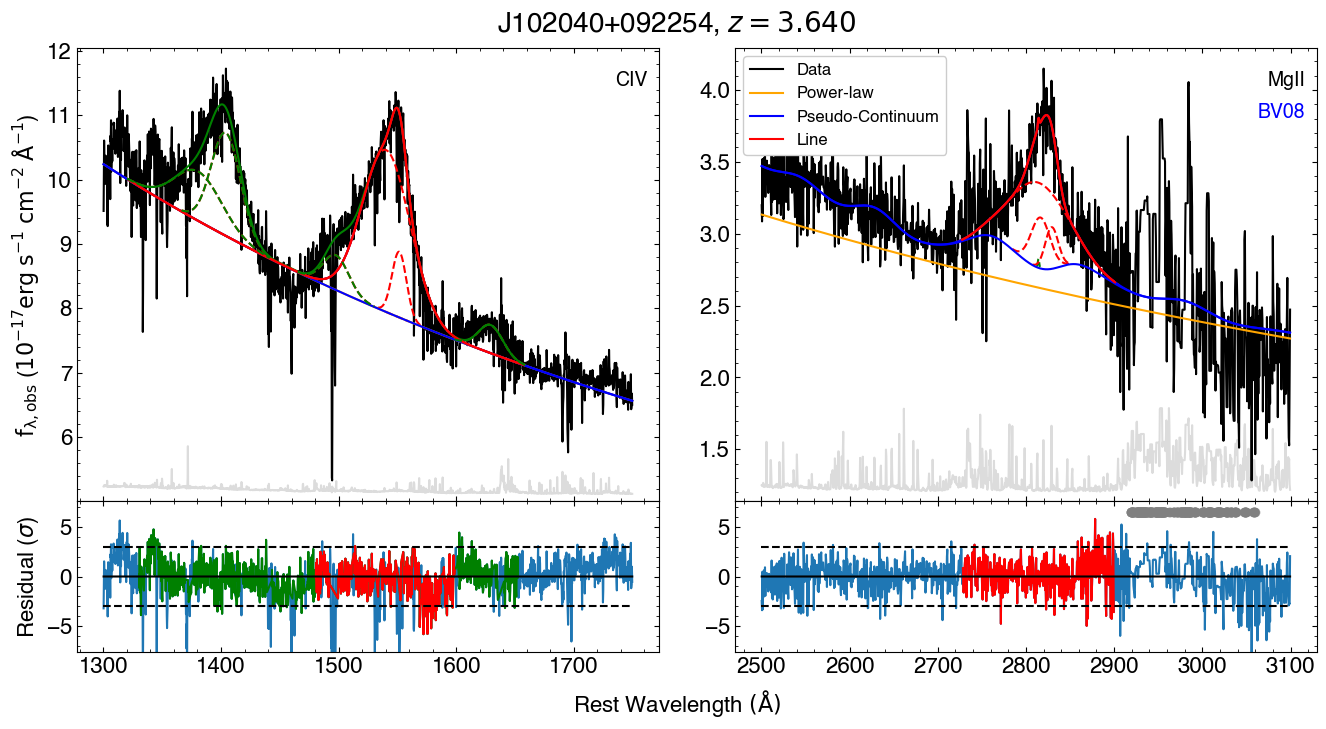 J102040+092254, z = 3.640
CIV
12
11
10
9
8
7
6
f_λ,obs (10⁻¹⁷ erg s⁻¹ cm⁻² Å⁻¹)
Data
Power-law
Pseudo-Continuum
Line
MgII
BV08
4.0
3.5
3.0
2.5
2.0
1.5
5
0
−5
Residual (σ)
1300 1400 1500 1600 1700
5
0
−5
2500 2600 2700 2800 2900 3000 3100
Rest Wavelength (Å)